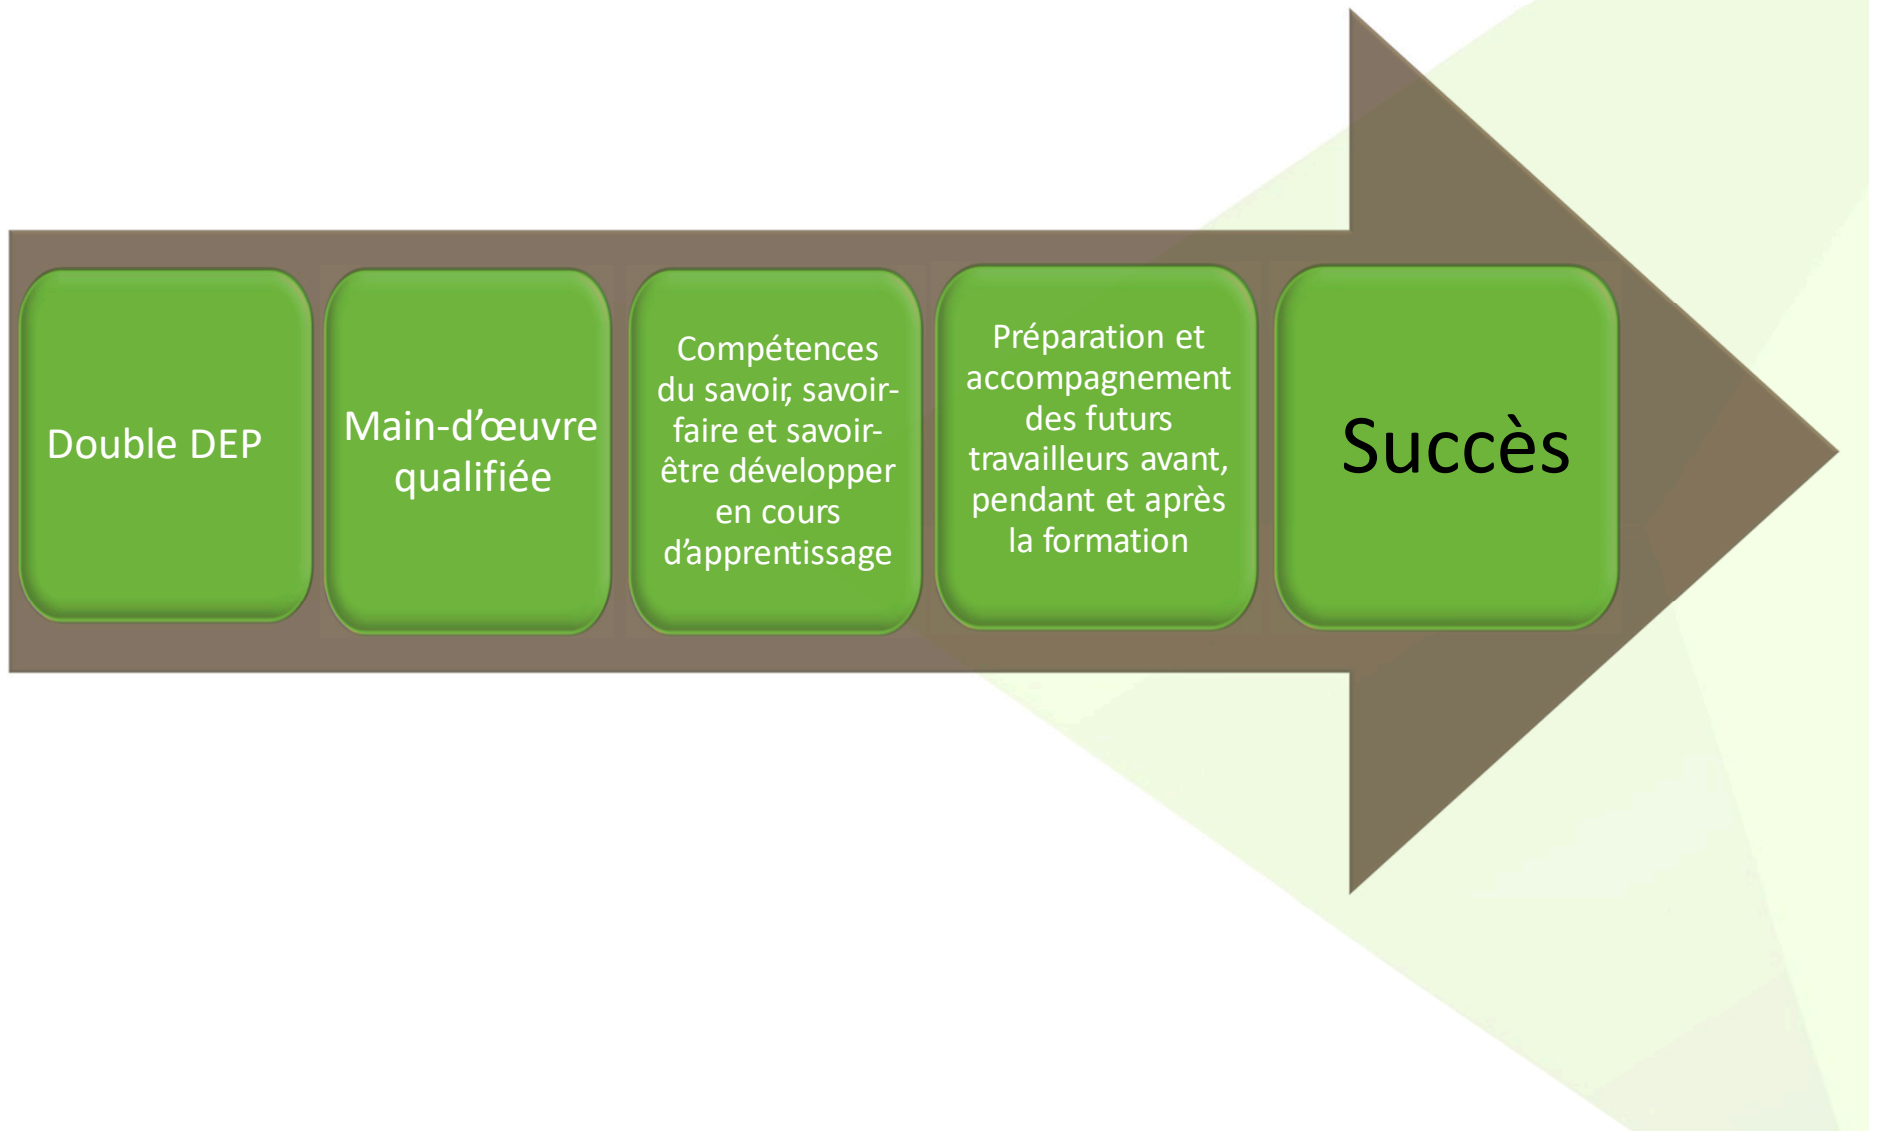 Double DEP
Main-d’œuvre
qualifiée
Compétences
du savoir, savoir-
faire et savoir-
être développer
en cours
d’apprentissage
Préparation et
accompagnement
des futurs
travailleurs avant,
pendant et après
la formation
Succès